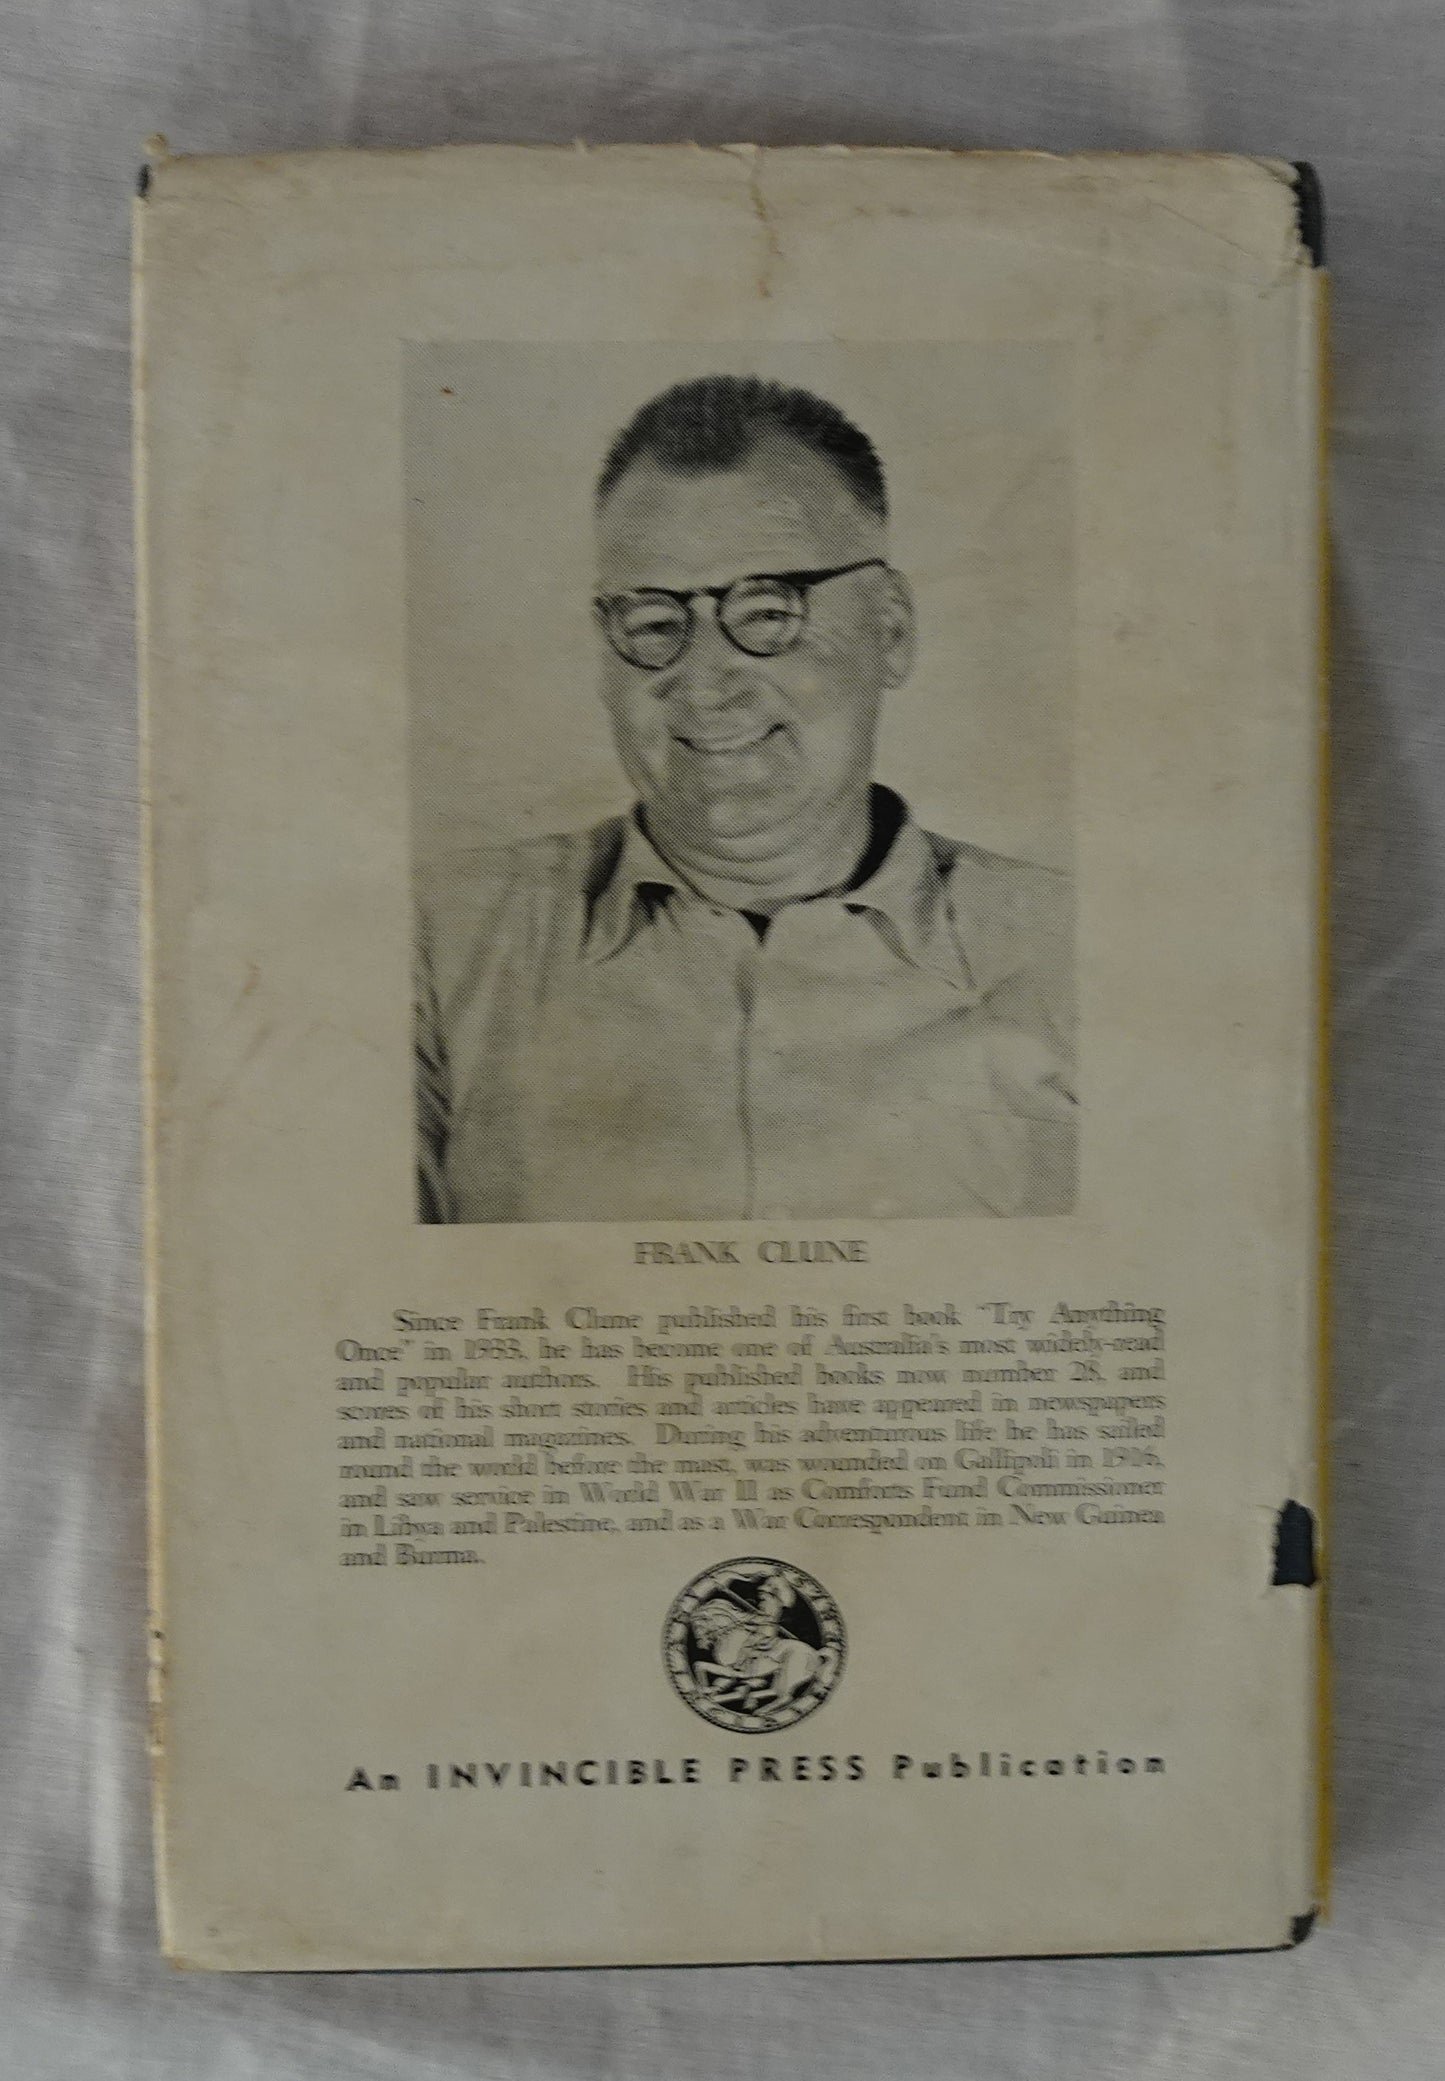 FRANK CLUNE
Since Frank Clune published his first book "Try Anything
Once" in 1933, he has become one of Australia's most widely-read
and popular authors. His published books now number 28, and
scores of his short stories and articles have appeared in newspapers
and national magazines. During his adventurous life he has sailed
round the world before the mast, was wounded on Gallipoli in 1916,
and saw service in World War II as Comforts Fund Commissioner
in Libya and Palestine, and as a War Correspondent in New Guinea
and Burma.
An INVINCIBLE PRESS Publication